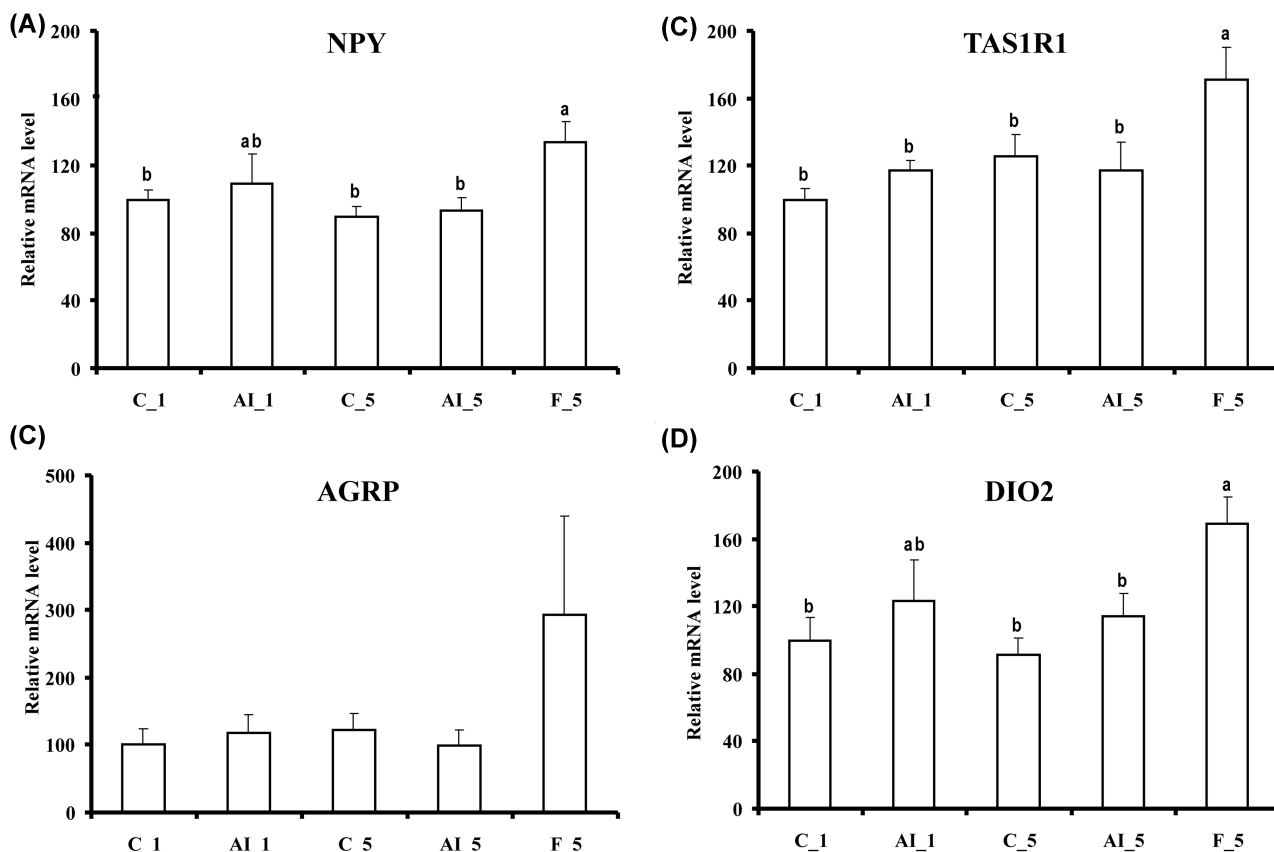 (A)
NPY
Relative mRNA level
200
160
120
80
40
0
b
ab
b
b
a
C_1 AI_1 C_5 AI_5 F_5
(C)
TAS1R1
Relative mRNA level
200
160
120
80
40
0
b
b
b
b
a
C_1 AI_1 C_5 AI_5 F_5
(C)
AGRP
Relative mRNA level
500
400
300
200
100
0
C_1 AI_1 C_5 AI_5 F_5
(D)
DIO2
Relative mRNA level
200
160
120
80
40
0
b
ab
b
b
a
C_1 AI_1 C_5 AI_5 F_5